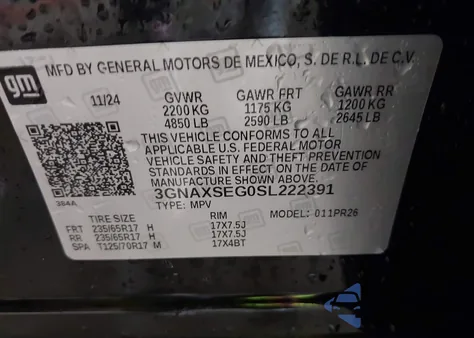 gm
MFD BY GENERAL MOTORS DE MEXICO, S. DE R.L. DE C.V.
11/24 GVWR GAWR FRT GAWR RR
2200 KG 1175 KG 1200 KG
4850 LB 2590 LB 2645 LB
THIS VEHICLE CONFORMS TO ALL
APPLICABLE U.S. FEDERAL MOTOR
VEHICLE SAFETY AND THEFT PREVENTION
STANDARDS IN EFFECT ON THE DATE OF
MANUFACTURE SHOWN ABOVE.
384A 3GNAXSEG0SL222391
TYPE: MPV MODEL: 011PR26
TIRE SIZE RIM
FRT 235/65R17 H 17X7.5J
RR 235/65R17 H 17X7.5J
SPA T125/70R17 M 17X4BT